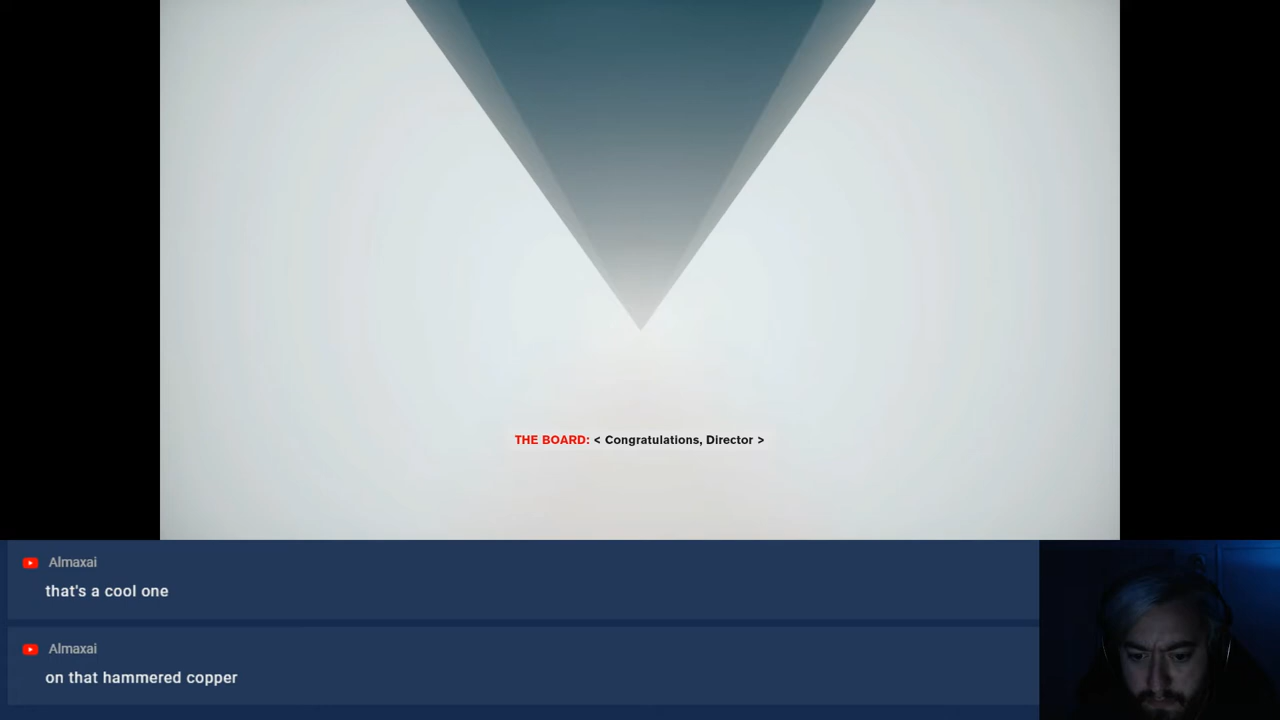 THE BOARD: < Congratulations, Director >
Almaxai
that's a cool one
Almaxai
on that hammered copper